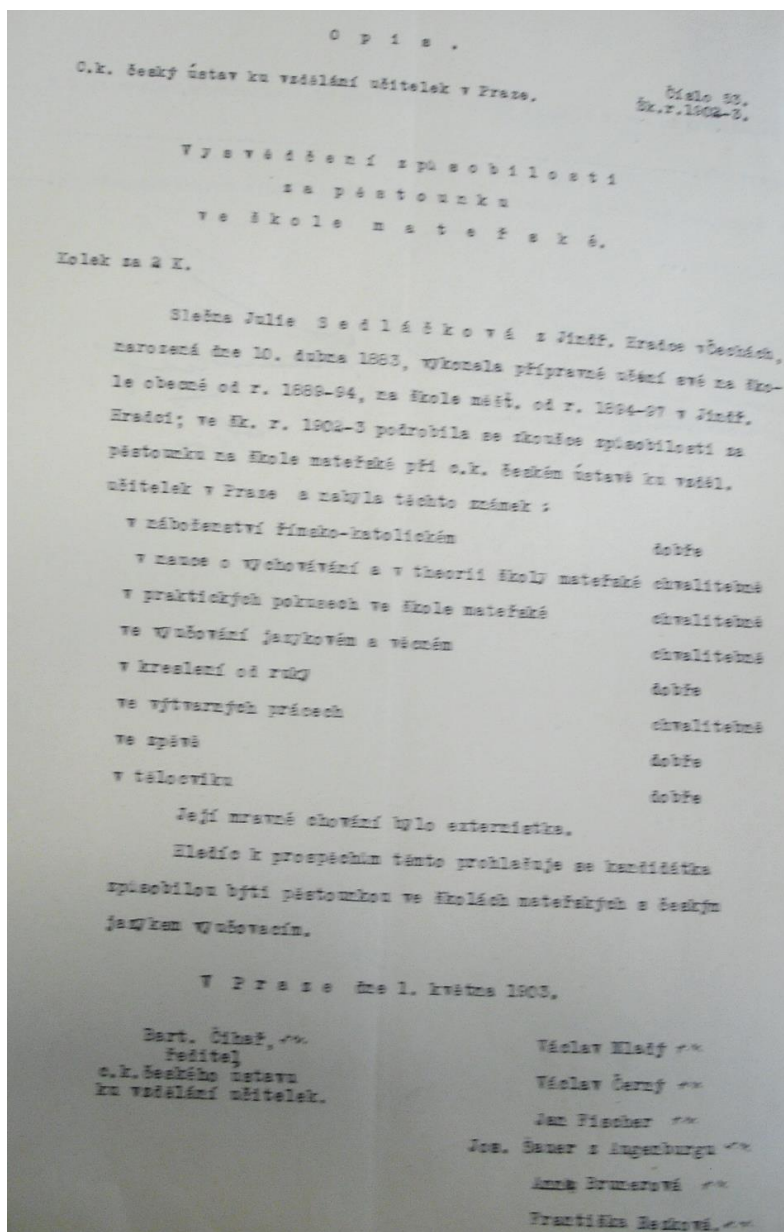 O p i s .
C.k. český ústav ku vzdělání učitelek v Praze.
Číslo 53.
Šk.r.1902-3.
V y s v ě d č e n í  z p ů s o b i l o s t i
z a  p ě s t o u n k u
v e  š k o l e  m a t e ř s k é.
Kolek za 2 K.
Slečna Julie S e d l á č k o v á z Jindř. Hradce vČechách,
narozená dne 10. dubna 1883, vykonala přípravné učení své na ško-
le obecné od r. 1889-94, na škole měšť. od r. 1894-97 v Jindř.
Hradci; ve šk. r. 1902-3 podrobila se zkoušce způsobilosti za
pěstounku na škole mateřské při c.k. českém ústavě ku vzděl.
učitelek v Praze a nabyla těchto známek :
v náboženství římsko-katolickém dobře
v nauce o vychovávání a v theorii školy mateřské chvalitebně
v praktických pokusech ve škole mateřské chvalitebně
ve vyučování jazykovém a věcném chvalitebně
v kreslení od ruky dobře
ve výtvarných prácech chvalitebně
ve zpěvě dobře
v tělocviku dobře
Její mravné chování bylo externistka.
Hledíc k prospěchům těmto prohlašuje se kandidátka
způsobilou býti pěstounkou ve školách mateřských s českým
jazykem vyučovacím.
V P r a z e dne 1. května 1903.
Bart. Čihař,
ředitel
c.k.českého ústavu
ku vzdělání učitelek.
Václav Hladý
Václav Černý
Jan Fischer
Jos. Šauer z Augenburgu
Anna Brunerová
Františka Besková.